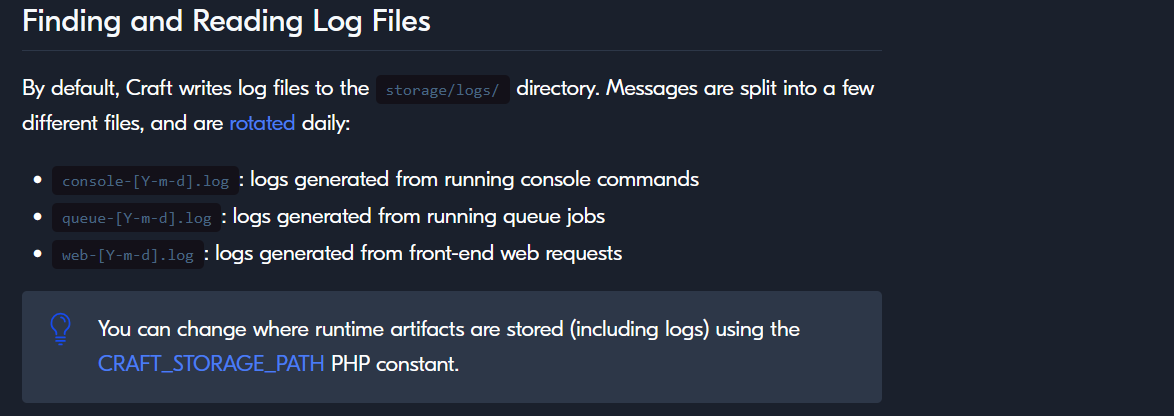 Finding and Reading Log Files
By default, Craft writes log files to the storage/logs/ directory. Messages are split into a few
different files, and are rotated daily:
• console-[Y-m-d].log : logs generated from running console commands
• queue-[Y-m-d].log : logs generated from running queue jobs
• web-[Y-m-d].log : logs generated from front-end web requests
You can change where runtime artifacts are stored (including logs) using the
CRAFT_STORAGE_PATH PHP constant.